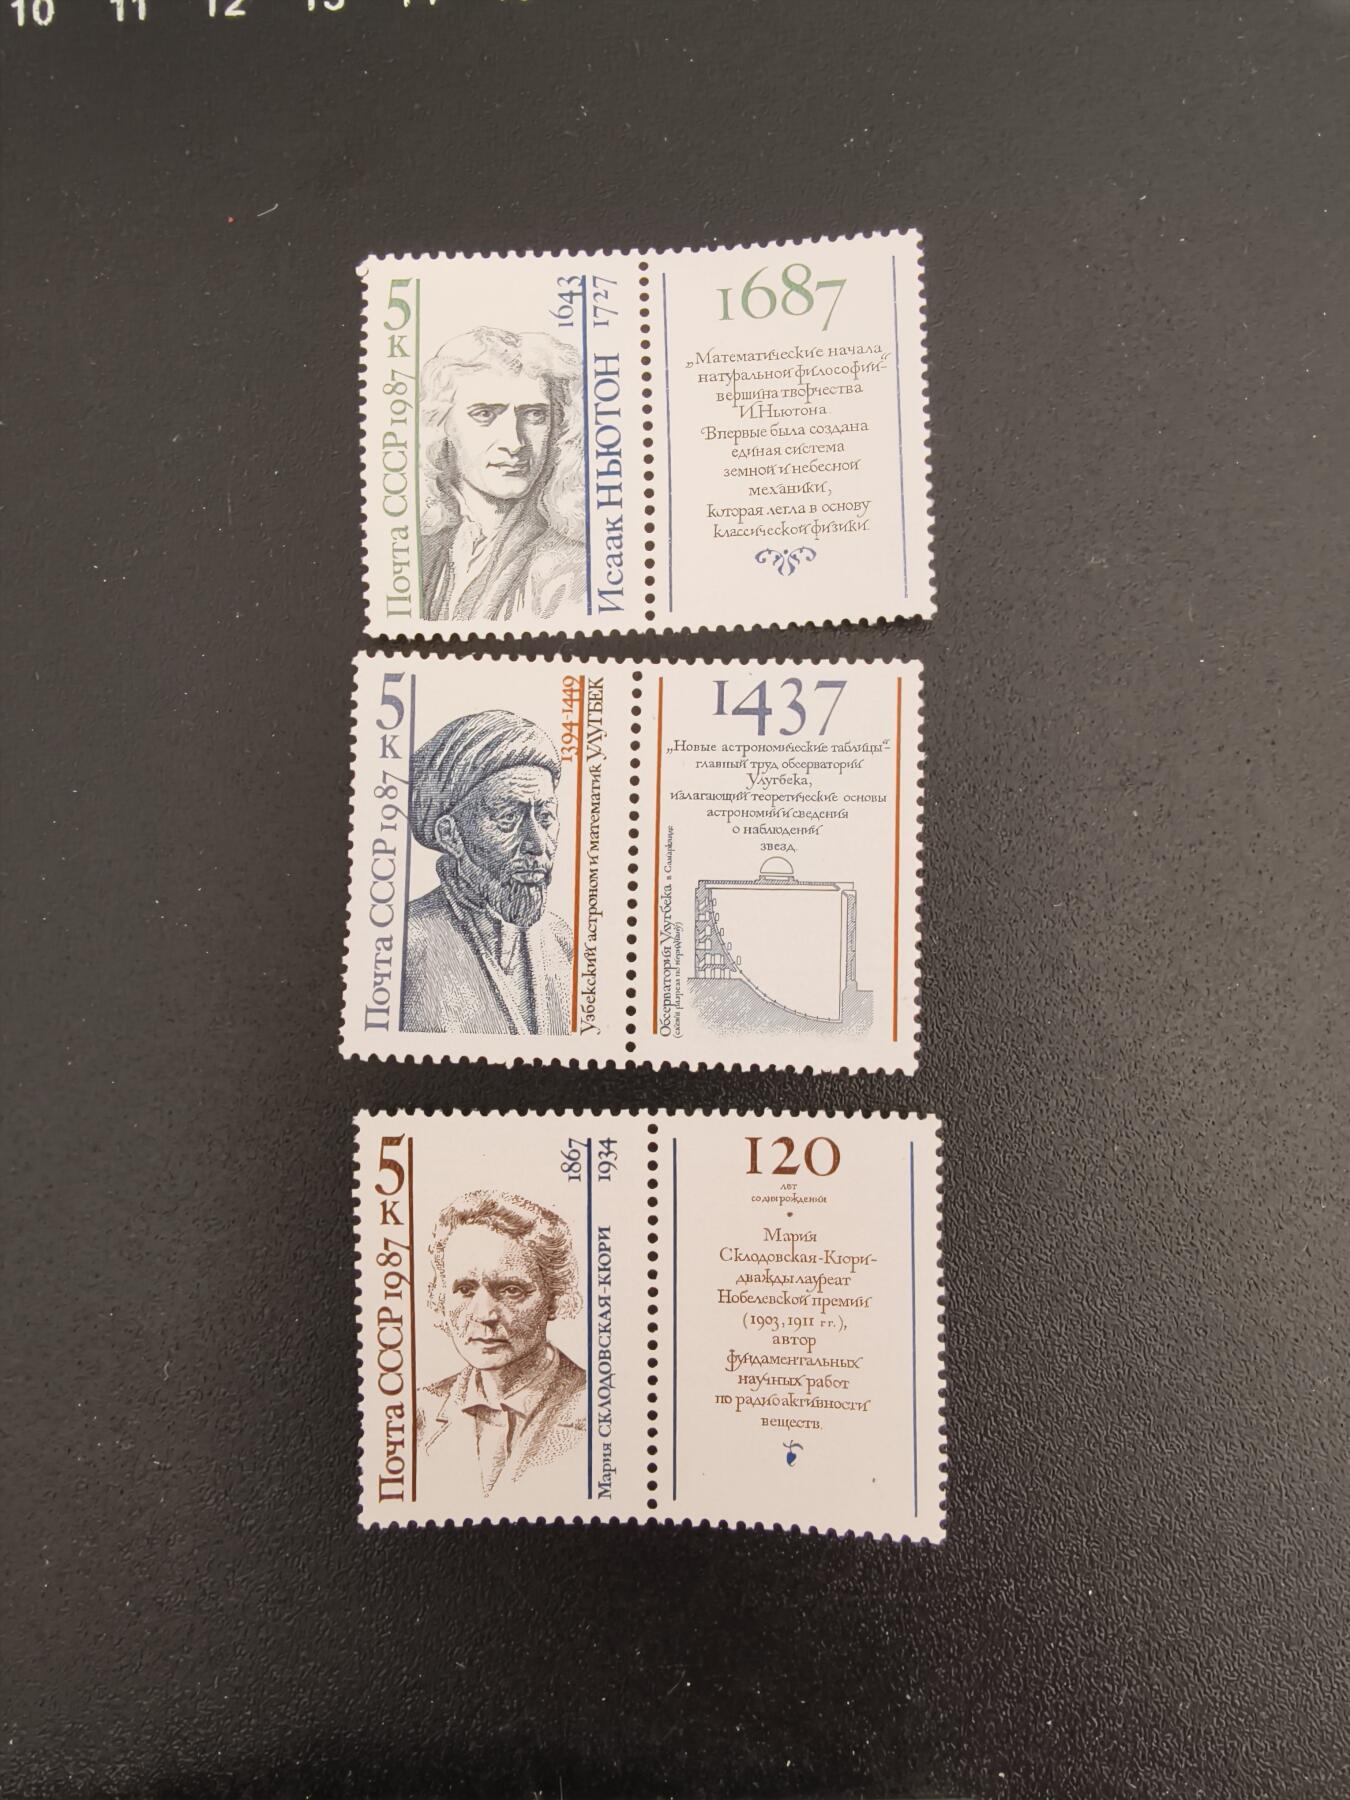 10 11 12 13
5
к
Почта СССР 1987
1643
1727
Исаак НЬЮТОН
1687
„Математические начала
натуральной философии“-
вершина творчества
И.Ньютона.
Впервые была создана
единая система
земной и небесной
механики,
которая легла в основу
классической физики.
5
к
Почта СССР 1987
1394-1449
Узбекский астроном и математик УЛУГБЕК
1437
„Новые астрономические таблицы“-
главный труд обсерватории
Улугбека,
излагающий теоретические основы
астрономии и сведения
о наблюдении
звезд.
Обсерватория Улугбека в Самарканде
(схема разреза по меридиану)
5
к
Почта СССР 1987
1867
1934
Мария СКЛОДОВСКАЯ-КЮРИ
120
лет
со дня рождения
Мария
Склодовская-Кюри-
дважды лауреат
Нобелевской премии
(1903, 1911 гг.),
автор
фундаментальных
научных работ
по радиоактивности
веществ.